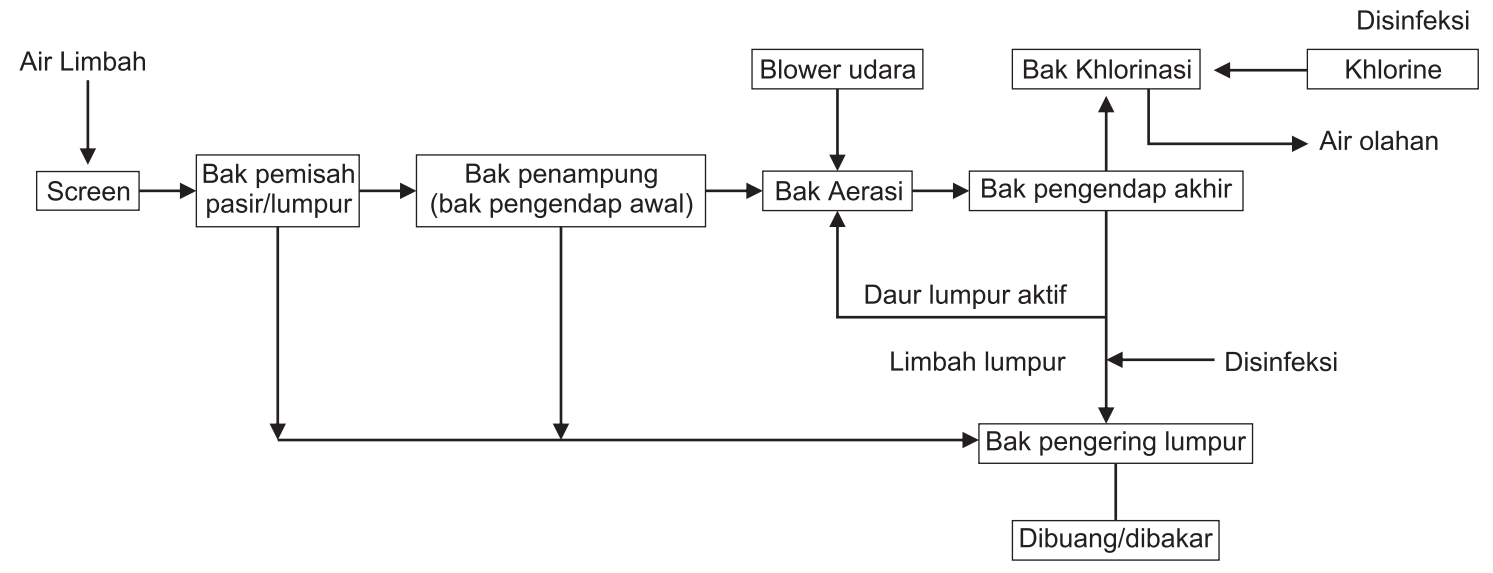 Disinfeksi
Air Limbah
Blower udara
Bak Khlorinasi
Khlorine
Air olahan
Screen
Bak pemisah
pasir/lumpur
Bak penampung
(bak pengendap awal)
Bak Aerasi
Bak pengendap akhir
Daur lumpur aktif
Limbah lumpur
Disinfeksi
Bak pengering lumpur
Dibuang/dibakar